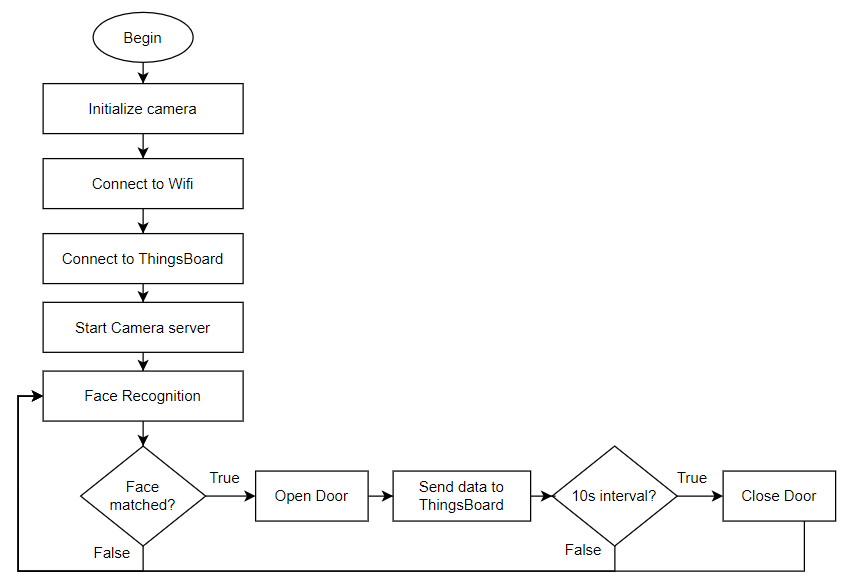 Begin
Initialize camera
Connect to Wifi
Connect to ThingsBoard
Start Camera server
Face Recognition
Face
matched?
True
False
Open Door
Send data to
ThingsBoard
10s interval?
True
False
Close Door